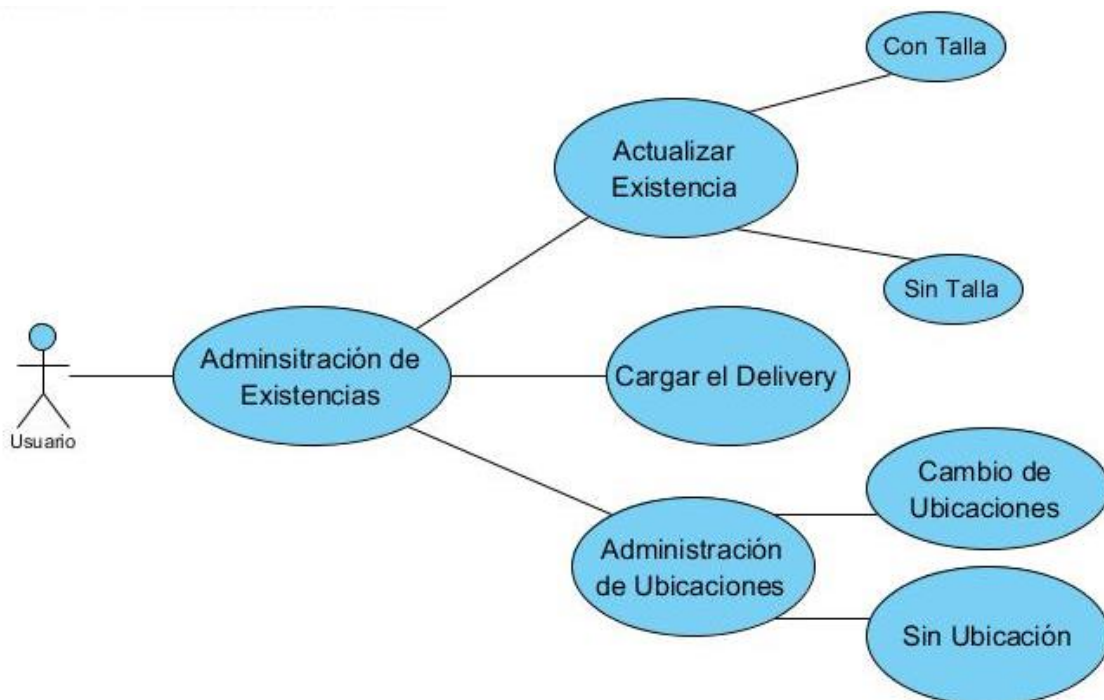 Con Talla
Actualizar
Existencia
Sin Talla
Adminsitración de
Existencias
Cargar el Delivery
Usuario
Cambio de
Ubicaciones
Administración
de Ubicaciones
Sin Ubicación